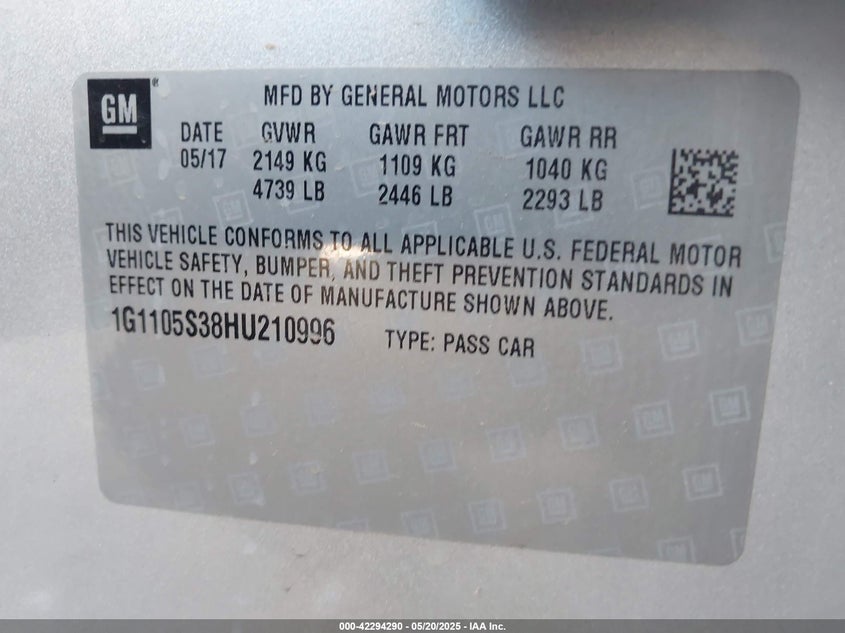 GM
®
MFD BY GENERAL MOTORS LLC
DATE GVWR GAWR FRT GAWR RR
05/17 2149 KG 1109 KG 1040 KG
4739 LB 2446 LB 2293 LB
THIS VEHICLE CONFORMS TO ALL APPLICABLE U.S. FEDERAL MOTOR
VEHICLE SAFETY, BUMPER, AND THEFT PREVENTION STANDARDS IN
EFFECT ON THE DATE OF MANUFACTURE SHOWN ABOVE.
1G1105S38HU210996 TYPE: PASS CAR
000-42294290 - 05/20/2025 - IAA Inc.